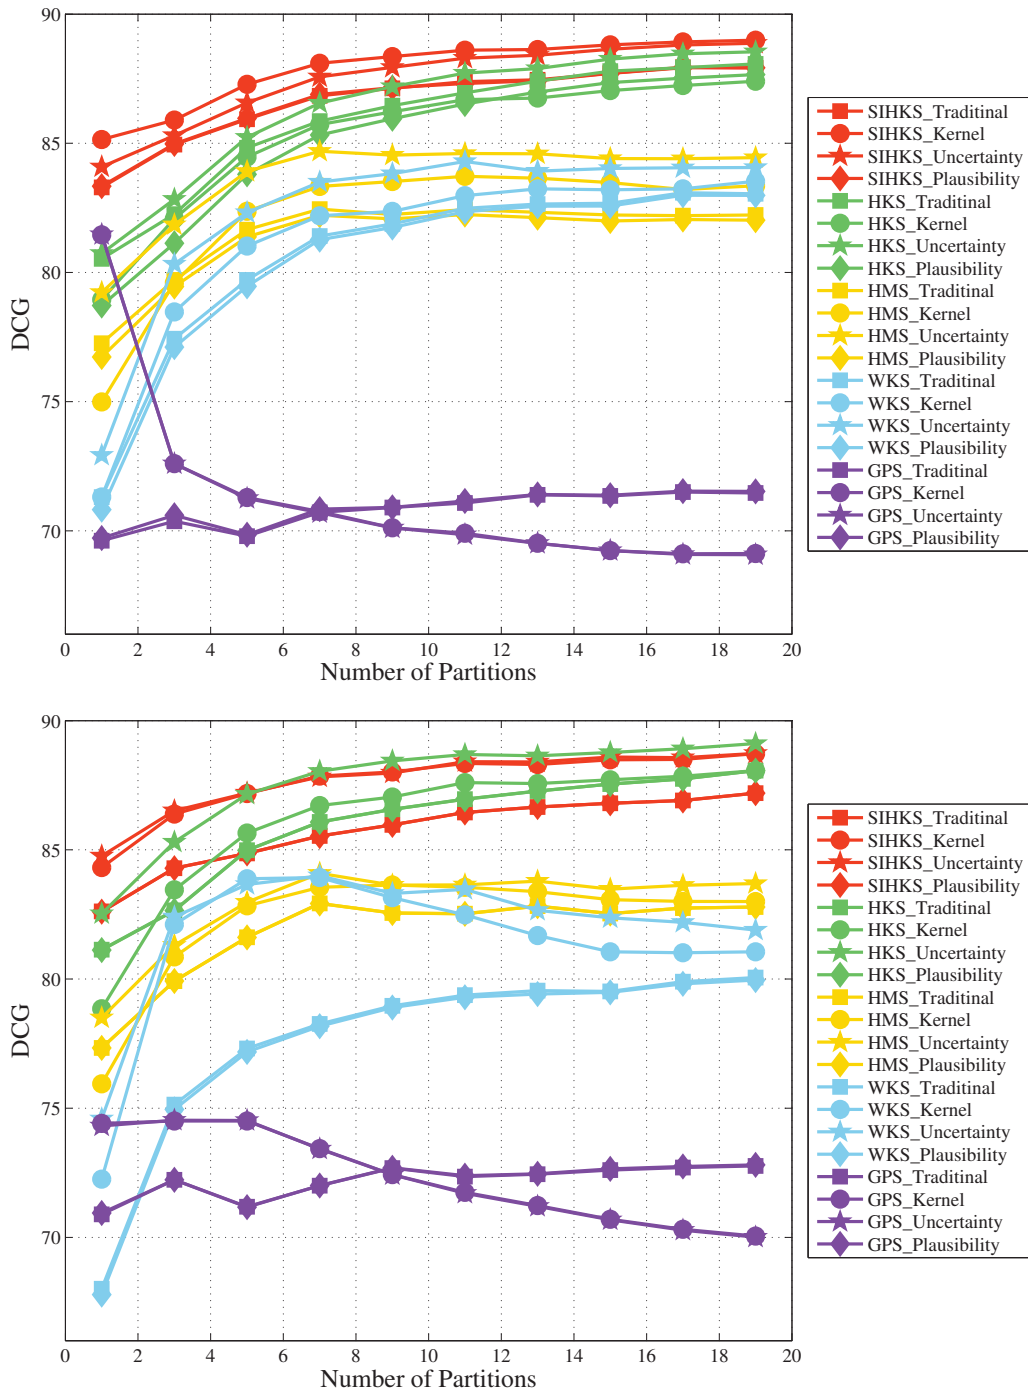 90
85
80
75
70
DCG
0 2 4 6 8 10 12 14 16 18 20
Number of Partitions
SIHKS_Traditinal
SIHKS_Kernel
SIHKS_Uncertainty
SIHKS_Plausibility
HKS_Traditinal
HKS_Kernel
HKS_Uncertainty
HKS_Plausibility
HMS_Traditinal
HMS_Kernel
HMS_Uncertainty
HMS_Plausibility
WKS_Traditinal
WKS_Kernel
WKS_Uncertainty
WKS_Plausibility
GPS_Traditinal
GPS_Kernel
GPS_Uncertainty
GPS_Plausibility
90
85
80
75
70
DCG
0 2 4 6 8 10 12 14 16 18 20
Number of Partitions
SIHKS_Traditinal
SIHKS_Kernel
SIHKS_Uncertainty
SIHKS_Plausibility
HKS_Traditinal
HKS_Kernel
HKS_Uncertainty
HKS_Plausibility
HMS_Traditinal
HMS_Kernel
HMS_Uncertainty
HMS_Plausibility
WKS_Traditinal
WKS_Kernel
WKS_Uncertainty
WKS_Plausibility
GPS_Traditinal
GPS_Kernel
GPS_Uncertainty
GPS_Plausibility